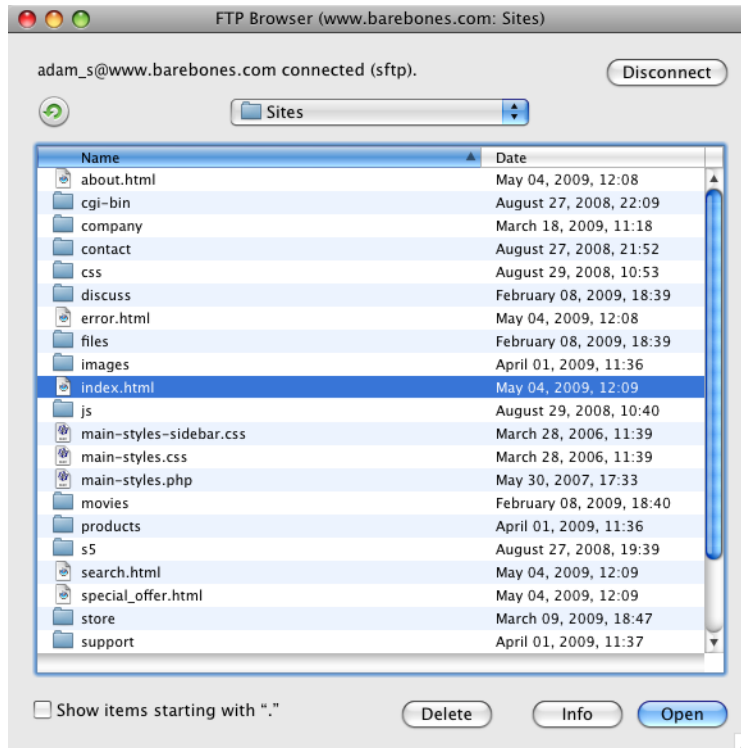 FTP Browser (www.barebones.com: Sites)
adam_s@www.barebones.com connected (sftp).
Disconnect
Sites
Name Date
about.html May 04, 2009, 12:08
cgi-bin August 27, 2008, 22:09
company March 18, 2009, 11:18
contact August 27, 2008, 21:52
css August 29, 2008, 10:53
discuss February 08, 2009, 18:39
error.html May 04, 2009, 12:08
files February 08, 2009, 18:39
images April 01, 2009, 11:36
index.html May 04, 2009, 12:09
js August 29, 2008, 10:40
main-styles-sidebar.css March 28, 2006, 11:39
main-styles.css March 28, 2006, 11:39
main-styles.php May 30, 2007, 17:33
movies February 08, 2009, 18:40
products April 01, 2009, 11:36
s5 August 27, 2008, 19:39
search.html May 04, 2009, 12:09
special_offer.html May 04, 2009, 12:09
store March 09, 2009, 18:47
support April 01, 2009, 11:37
Show items starting with “.”
Delete Info Open